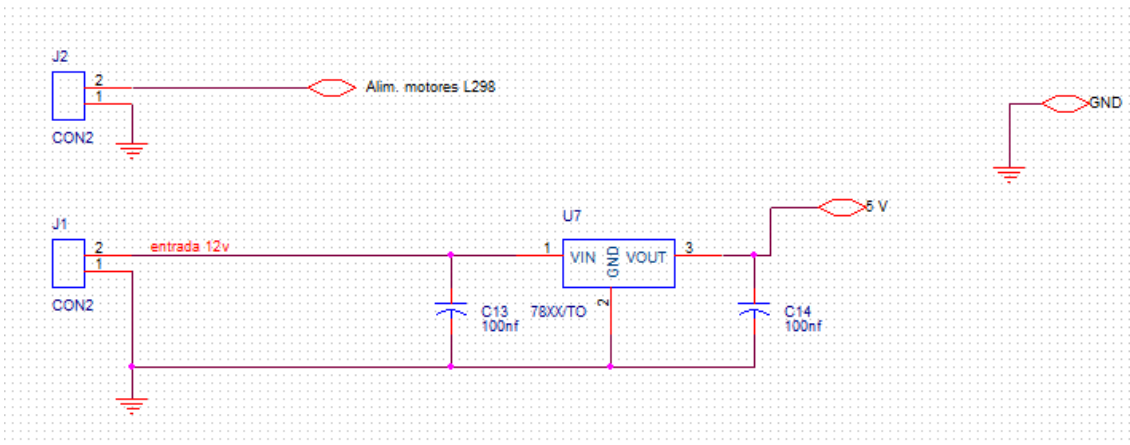 J2
2
1
CON2
Alim. motores L298
GND
J1
2
1
CON2
entrada 12v
U7
1
VIN
GND
VOUT
3
2
78XX/TO
C13
100nf
C14
100nf
5 V